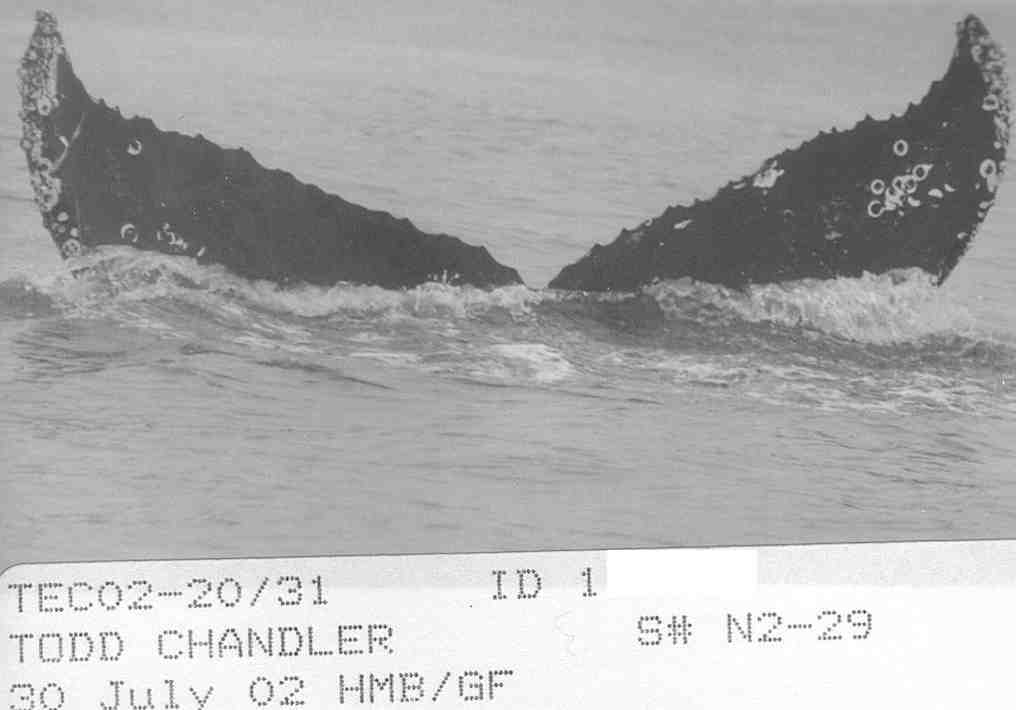 TEC02-20/31 ID 1
TODD CHANDLER S# N2-29
30 July 02 HMB/GF